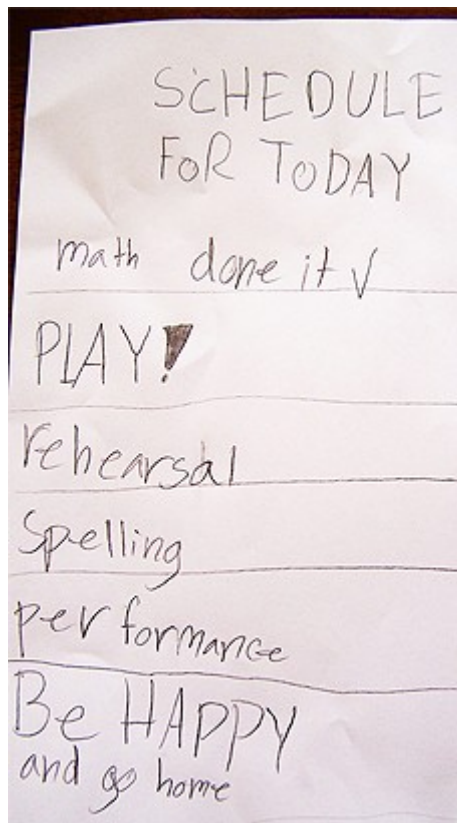 SCHEDULE
FOR TODAY
math done it √
PLAY!
rehearsal
Spelling
performance
Be HAPPY
and go home